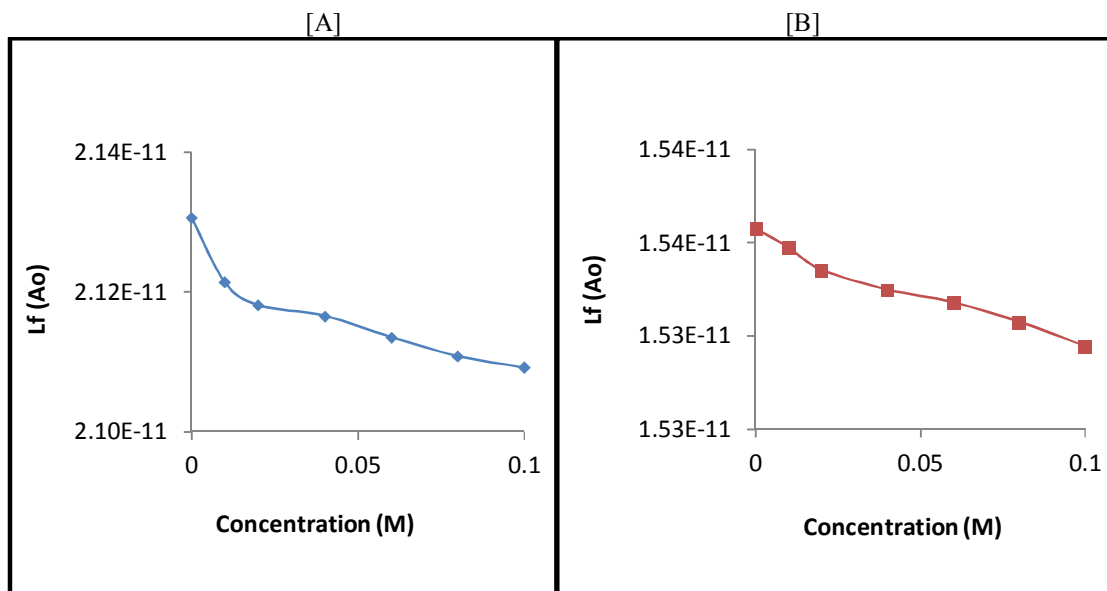 [A]
2.14E-11
2.12E-11
2.10E-11
Lf (Ao)
0 0.05 0.1
Concentration (M)
[B]
1.54E-11
1.54E-11
1.53E-11
1.53E-11
Lf (Ao)
0 0.05 0.1
Concentration (M)